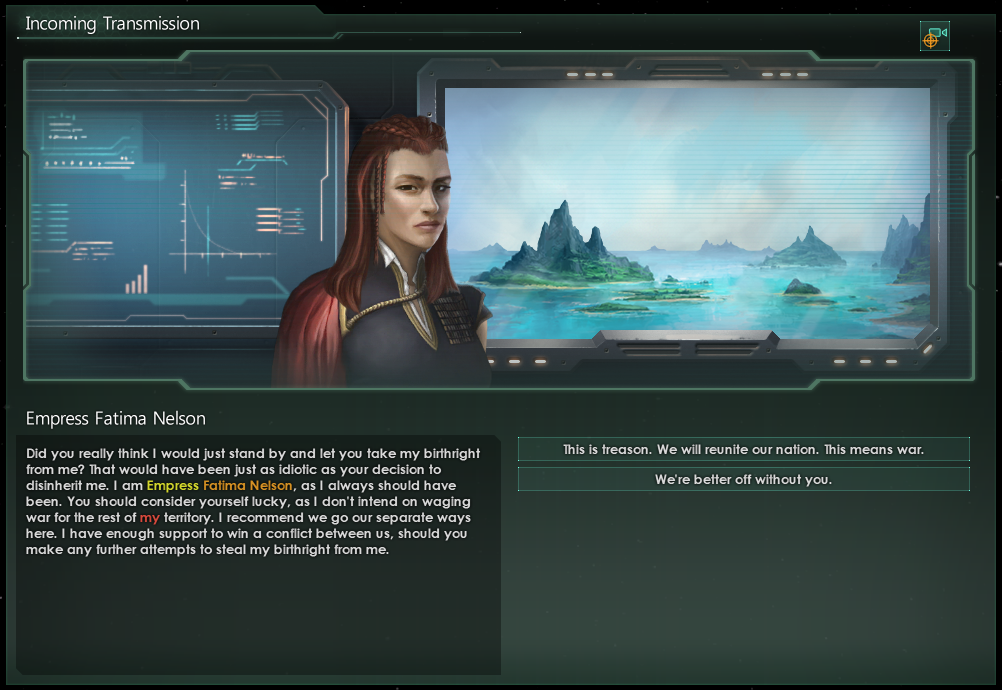 Incoming Transmission
Empress Fatima Nelson
Did you really think I would just stand by and let you take my birthright
from me? That would have been just as idiotic as your decision to
disinherit me. I am Empress Fatima Nelson, as I always should have
been. You should consider yourself lucky, as I don't intend on waging
war for the rest of my territory. I recommend we go our separate ways
here. I have enough support to win a conflict between us, should you
make any further attempts to steal my birthright from me.
This is treason. We will reunite our nation. This means war.
We're better off without you.